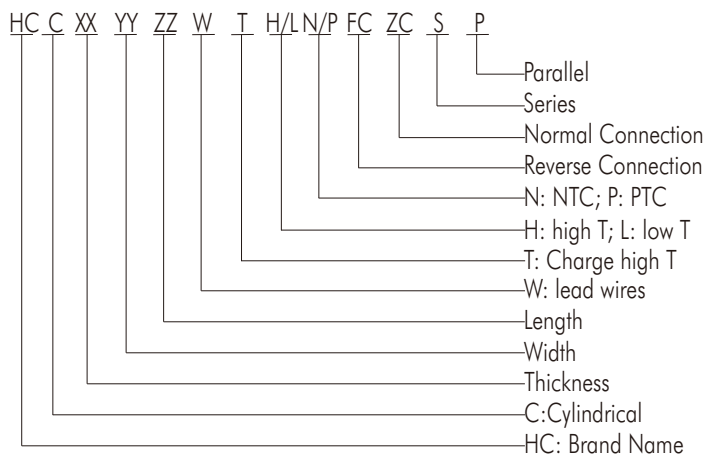 HC C XX YY ZZ W T H/L N/P FC ZC S P
Parallel
Series
Normal Connection
Reverse Connection
N: NTC; P: PTC
H: high T; L: low T
T: Charge high T
W: lead wires
Length
Width
Thickness
C:Cylindrical
HC: Brand Name